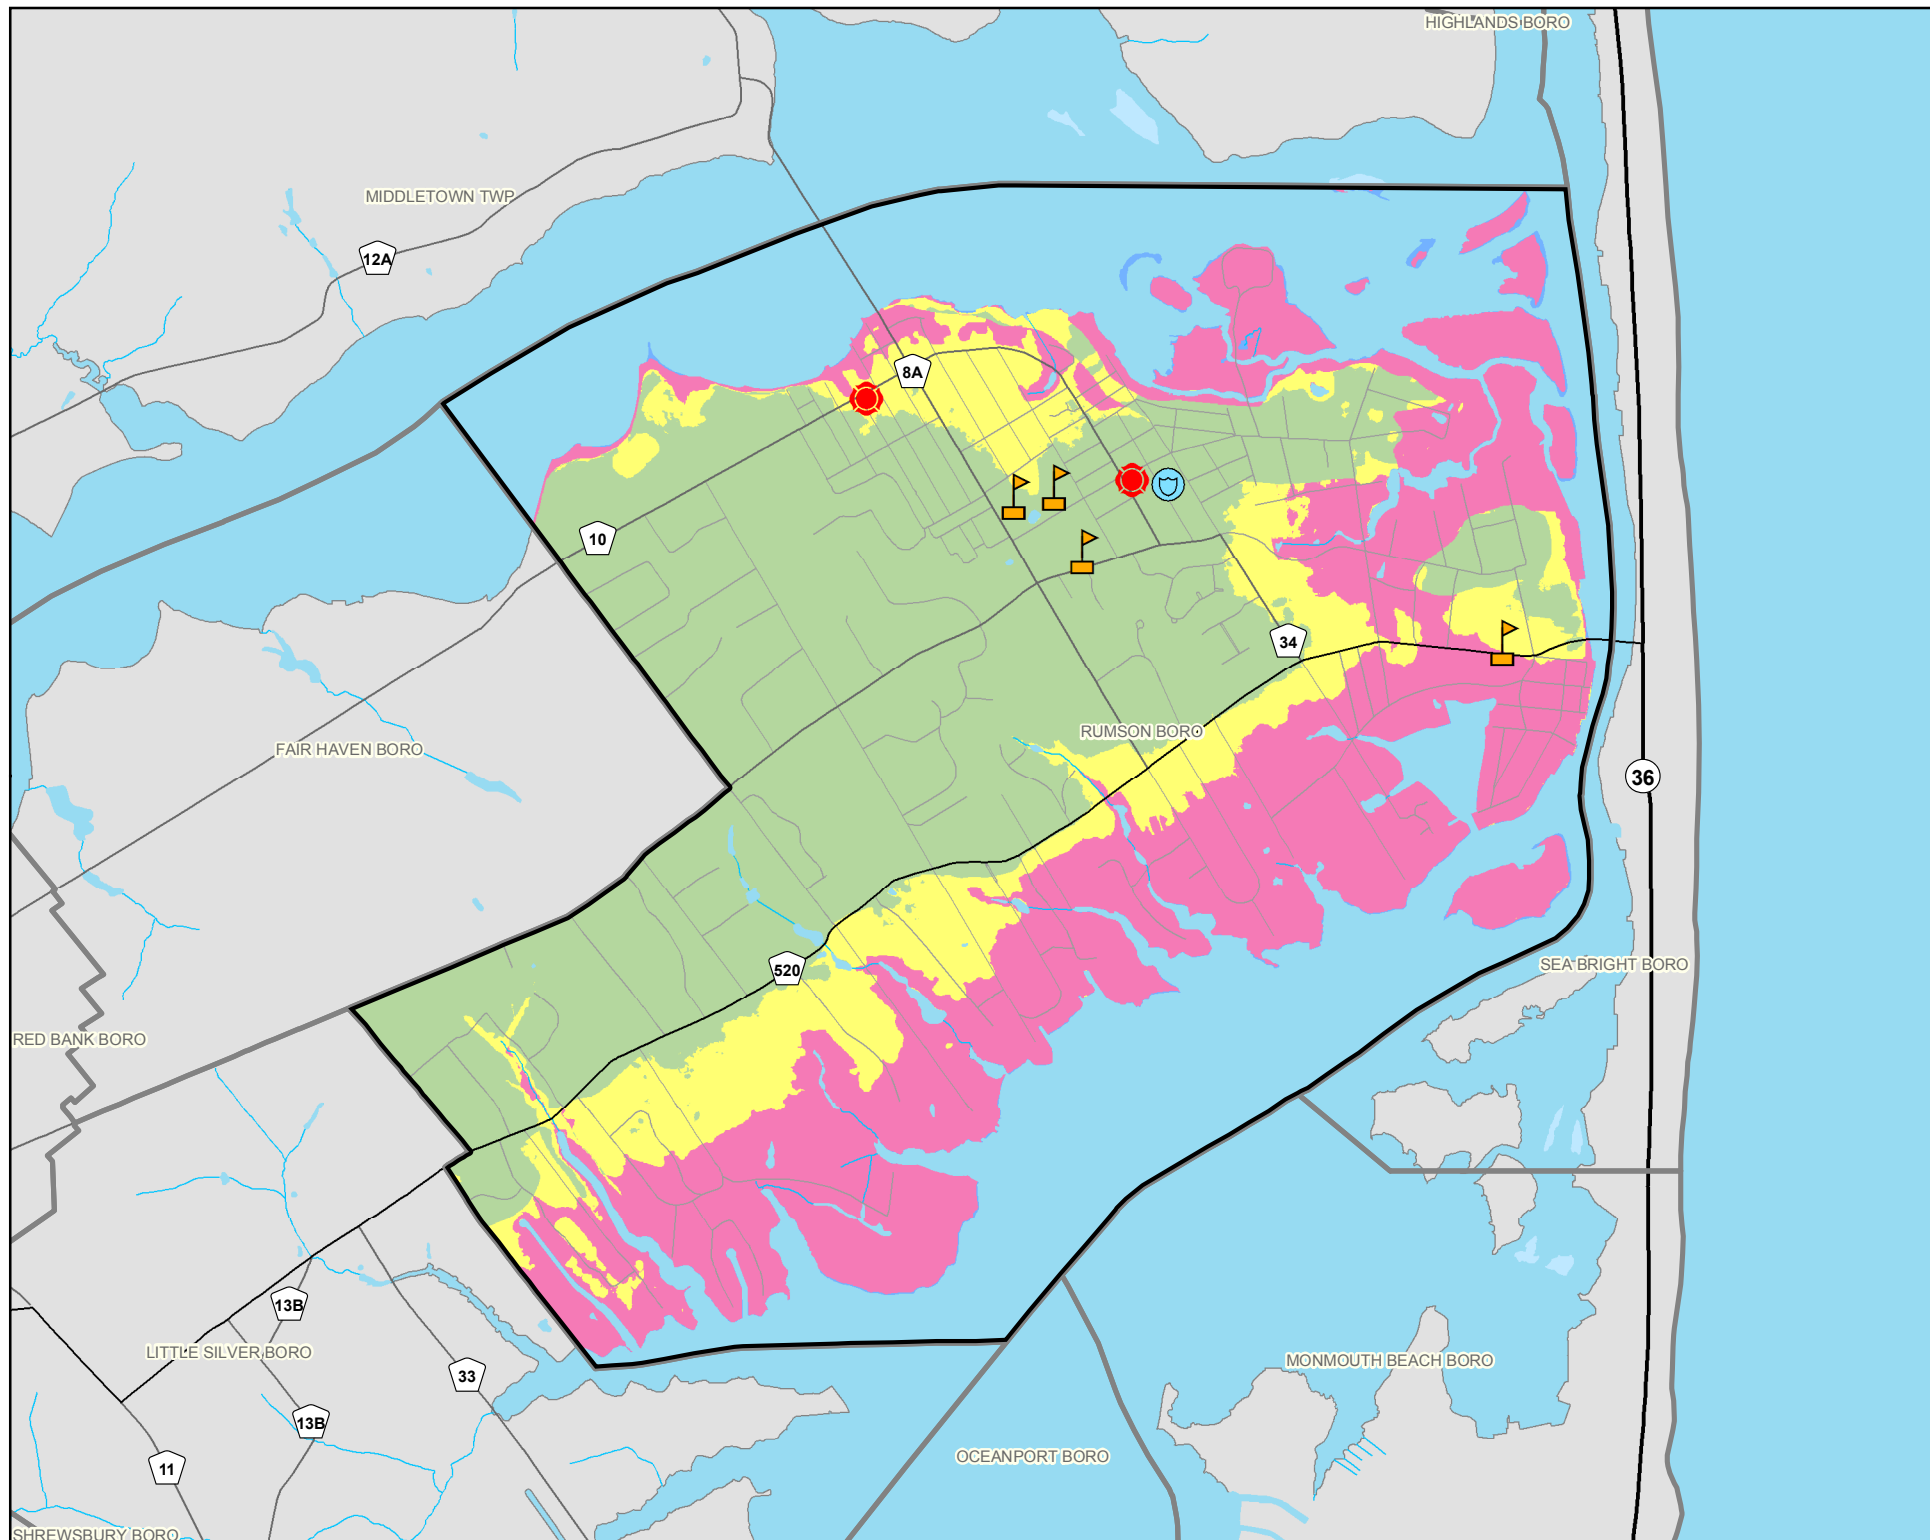 HIGHLANDS BORO
MIDDLETOWN TWP
12A
8A
10
34
RUMSON BORO
FAIR HAVEN BORO
36
520
SEA BRIGHT BORO
RED BANK BORO
13B
LITTLE SILVER BORO
MONMOUTH BEACH BORO
33
13B
OCEANPORT BORO
11
SHREWSBURY BORO